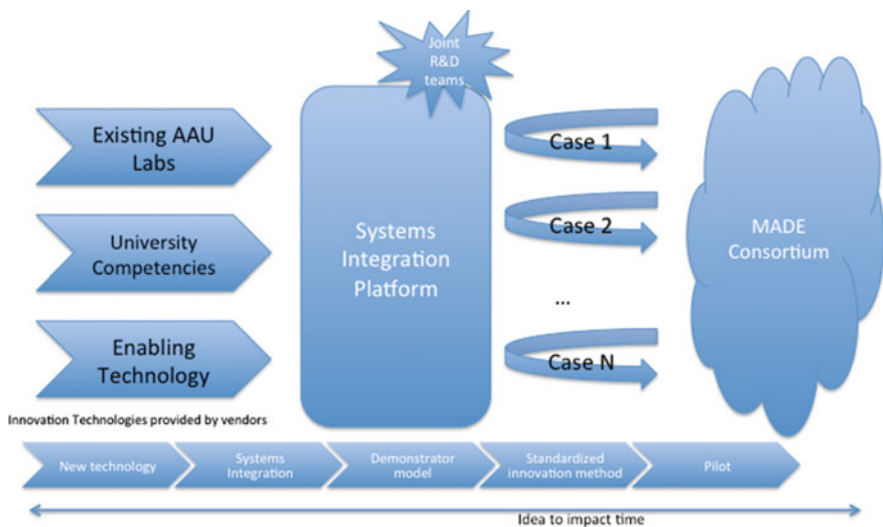 Joint
R&D
teams
Existing AAU
Labs
University
Competencies
Enabling
Technology
Innovation Technologies provided by vendors
Systems
Integration
Platform
Case 1
Case 2
...
Case N
MADE
Consortium
New technology
Systems
Integration
Demonstrator
model
Standardized
innovation method
Pilot
Idea to impact time